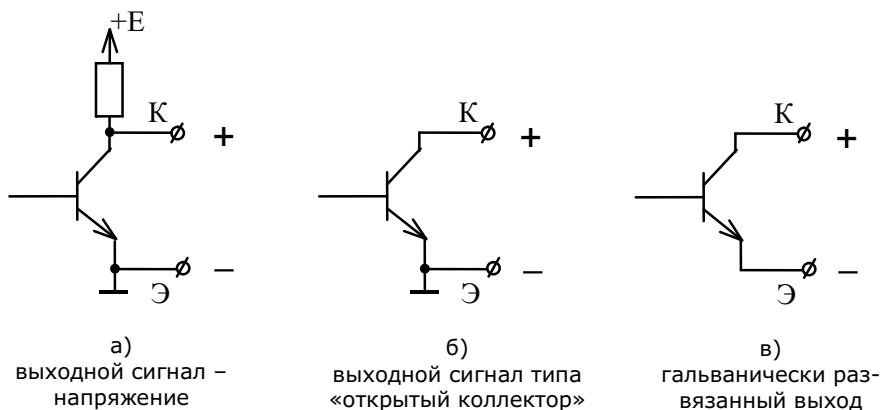 +E
К
+
К
+
К
+
−
Э
−
Э
−
Э
а)
выходной сигнал –
напряжение
б)
выходной сигнал типа
«открытый коллектор»
в)
гальванически раз-
вязанный выход